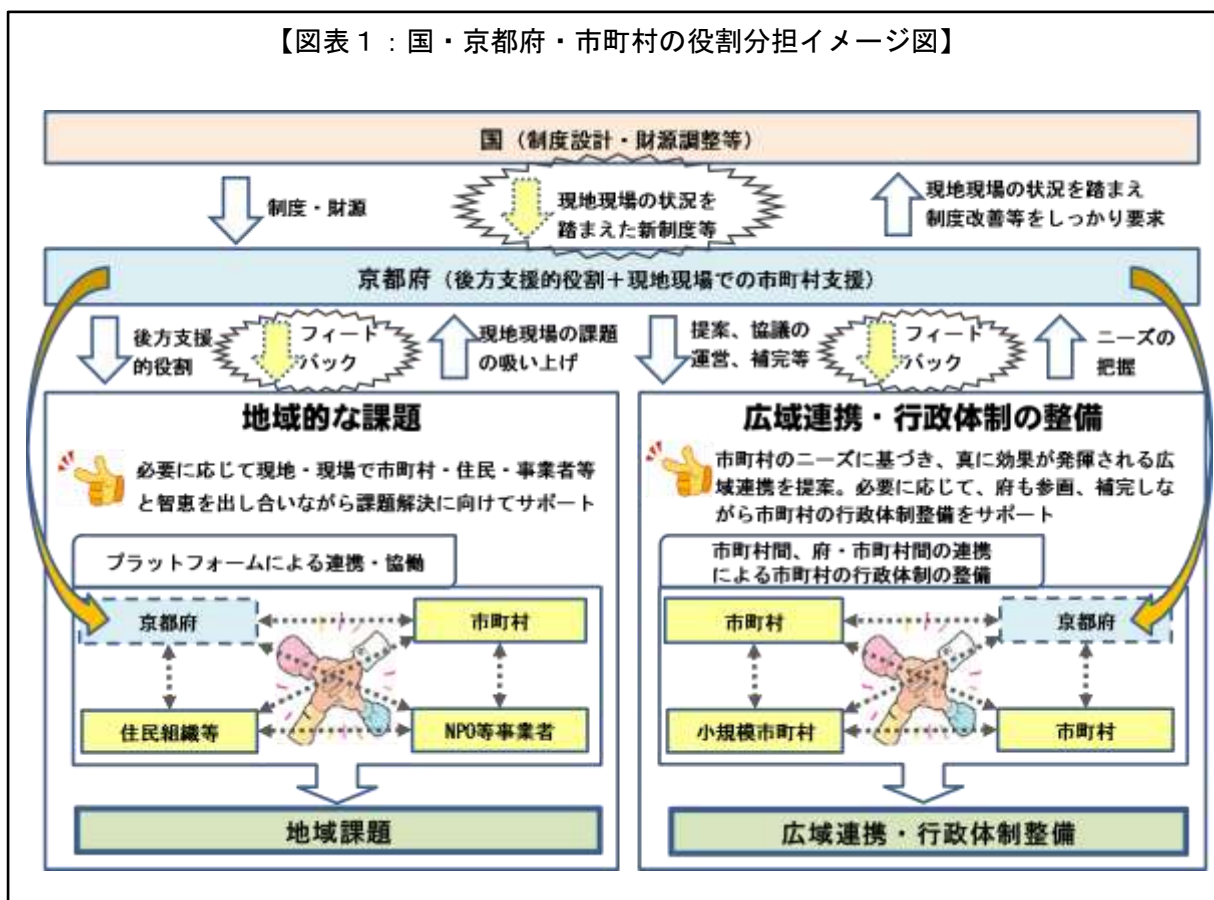 【図表１：国・京都府・市町村の役割分担イメージ図】
国（制度設計・財源調整等）
制度・財源
現地現場の状況を
踏まえた新制度等
現地現場の状況を踏まえ
制度改善等をしっかり要求
京都府（後方支援的役割＋現地現場での市町村支援）
後方支援
的役割
フィート
バック
現地現場の課題
の吸い上げ
提案、協議の
運営、補完等
フィート
バック
ニーズの
把握
地域的な課題
必要に応じて現地・現場で市町村・住民・事業者等
と智恵を出し合いながら課題解決に向けてサポート
プラットフォームによる連携・協働
京都府
市町村
住民組織等
NPO等事業者
地域課題
広域連携・行政体制の整備
市町村のニーズに基づき、真に効果が発揮される広
域連携を提案。必要に応じて、府も参画、補完しな
がら市町村の行政体制整備をサポート
市町村間、府・市町村間の連携
による市町村の行政体制の整備
市町村
京都府
小規模市町村
市町村
広域連携・行政体制整備